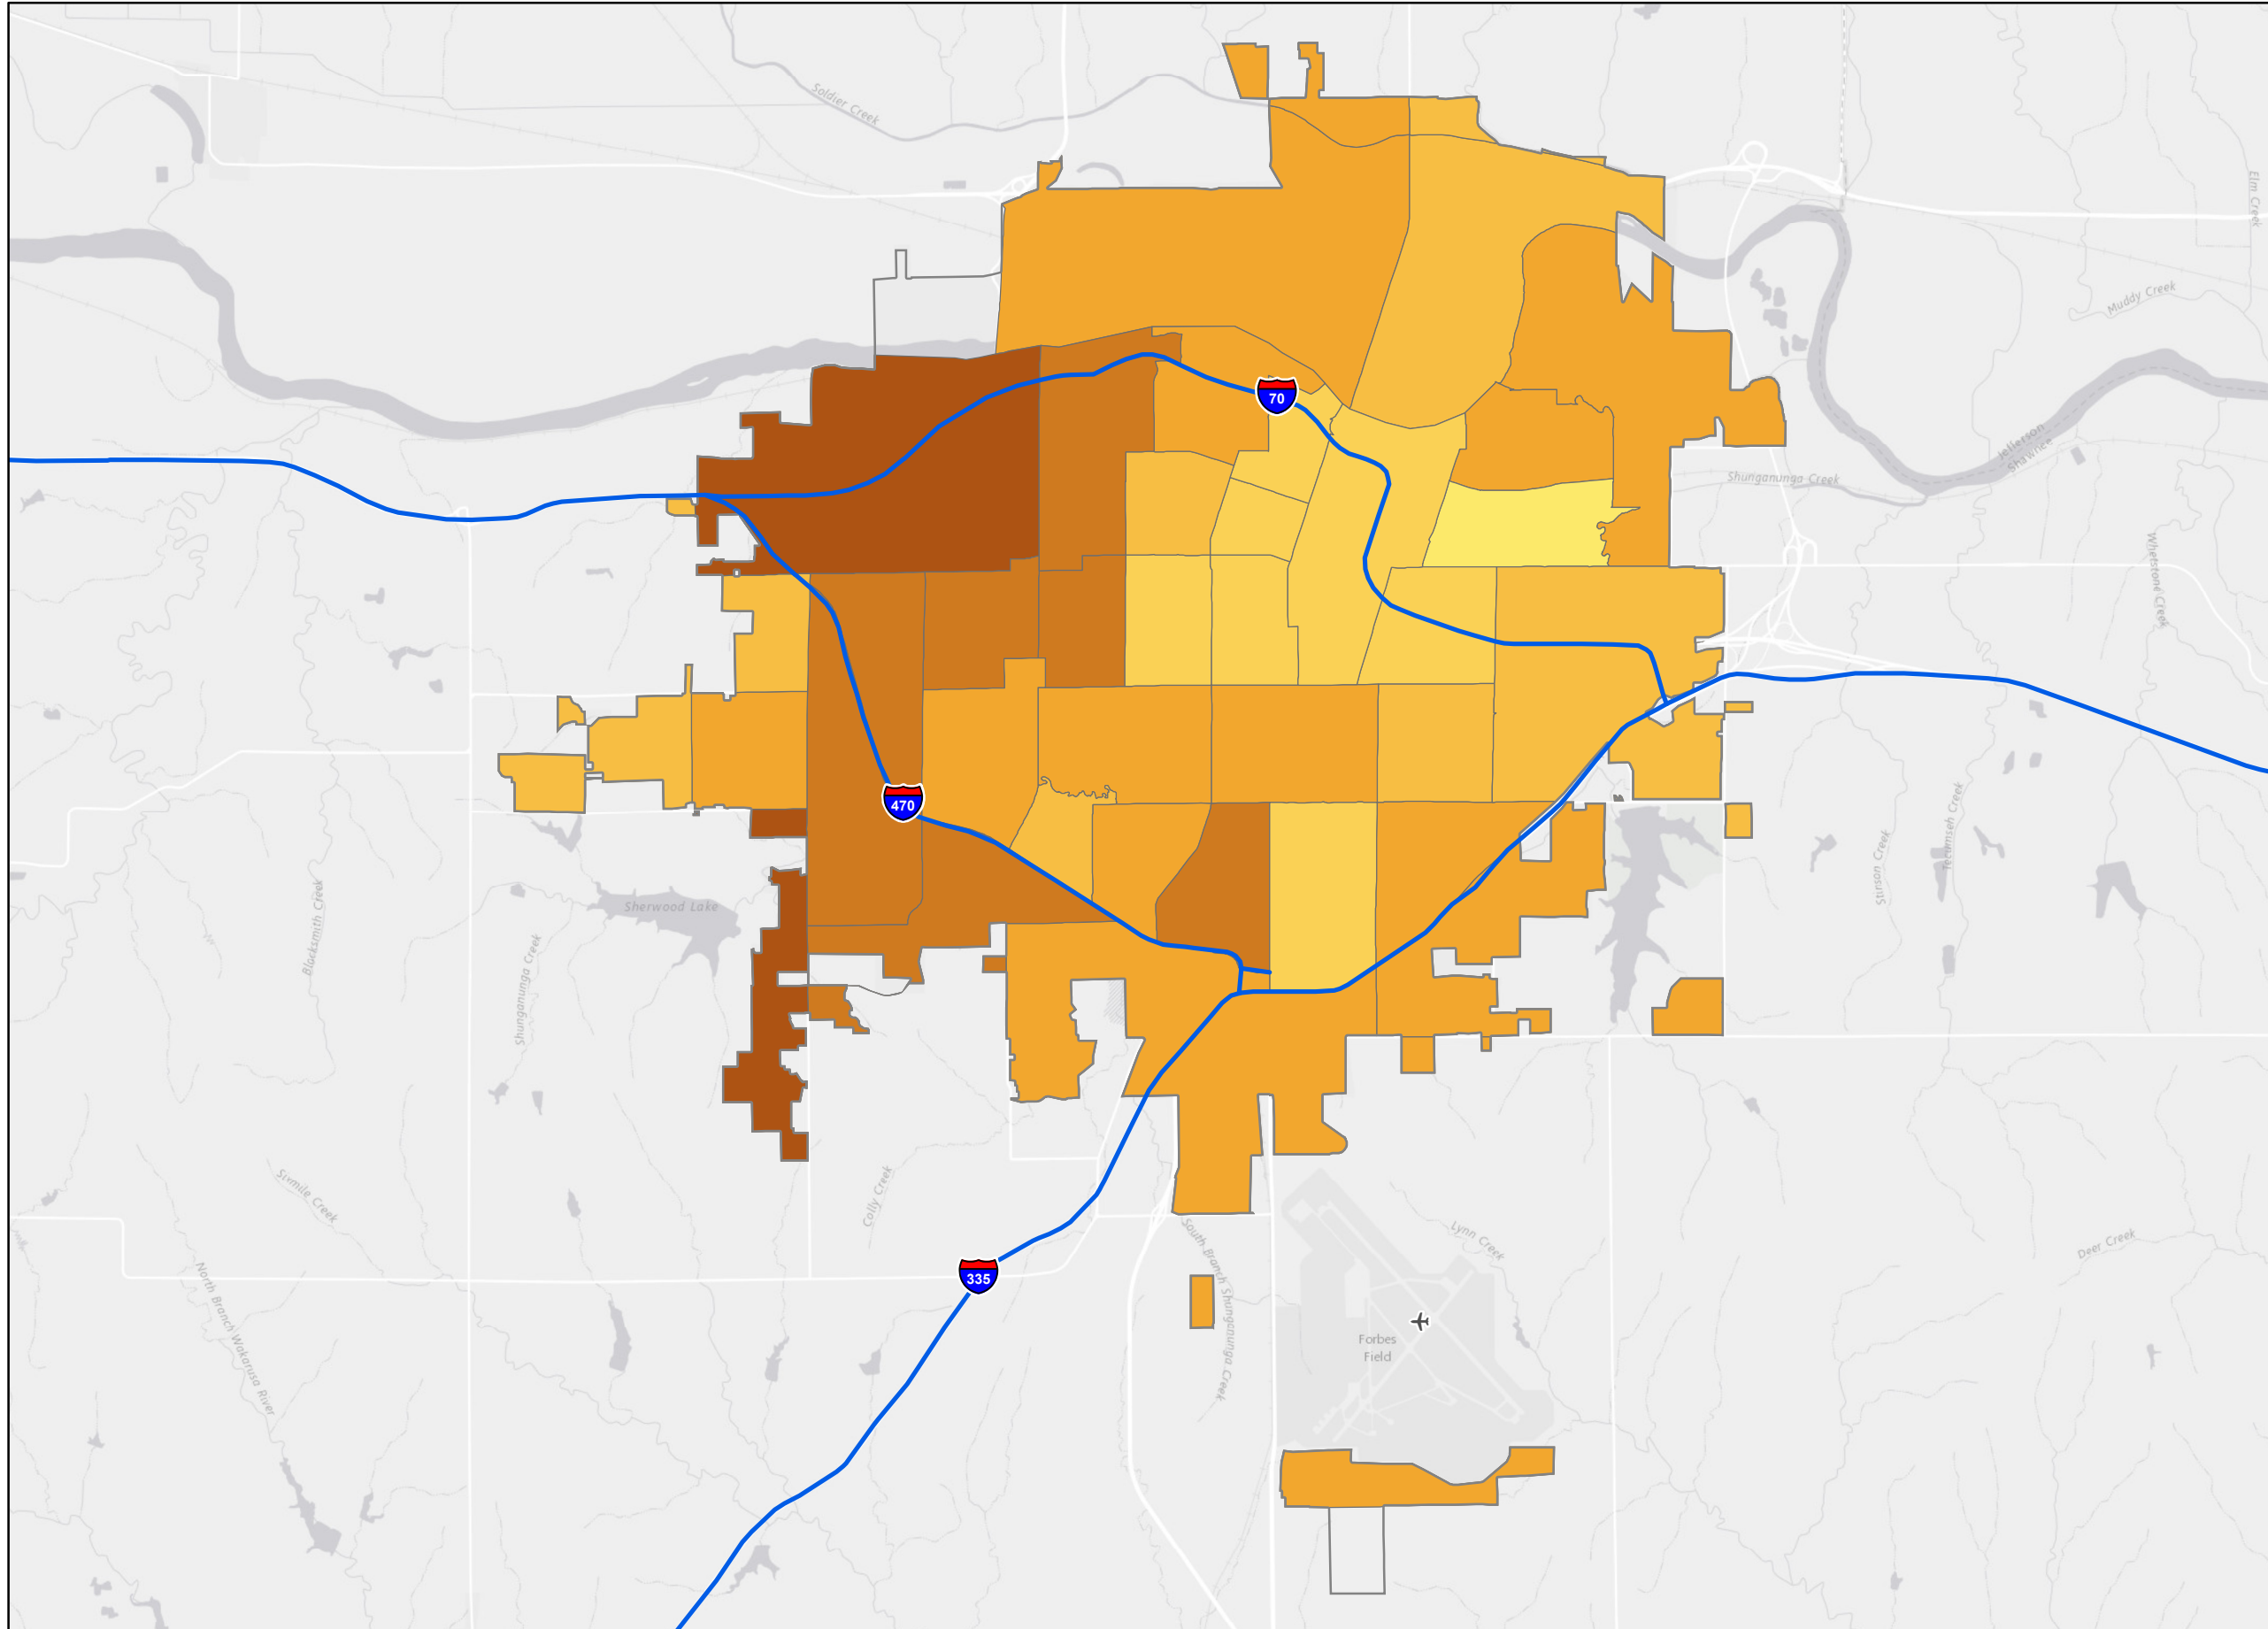 Soldier Creek
Elm Creek
Muddy Creek
70
Jefferson
Shawnee
Shunganunga Creek
Whetstone Creek
470
Sherwood Lake
Blacksmith Creek
Shunganunga Creek
Stinson Creek
Tecumseh Creek
Sixmile Creek
Colly Creek
South Branch Shunganunga Creek
Lynn Creek
Deer Creek
335
North Branch Wakarusa River
Forbes
Field